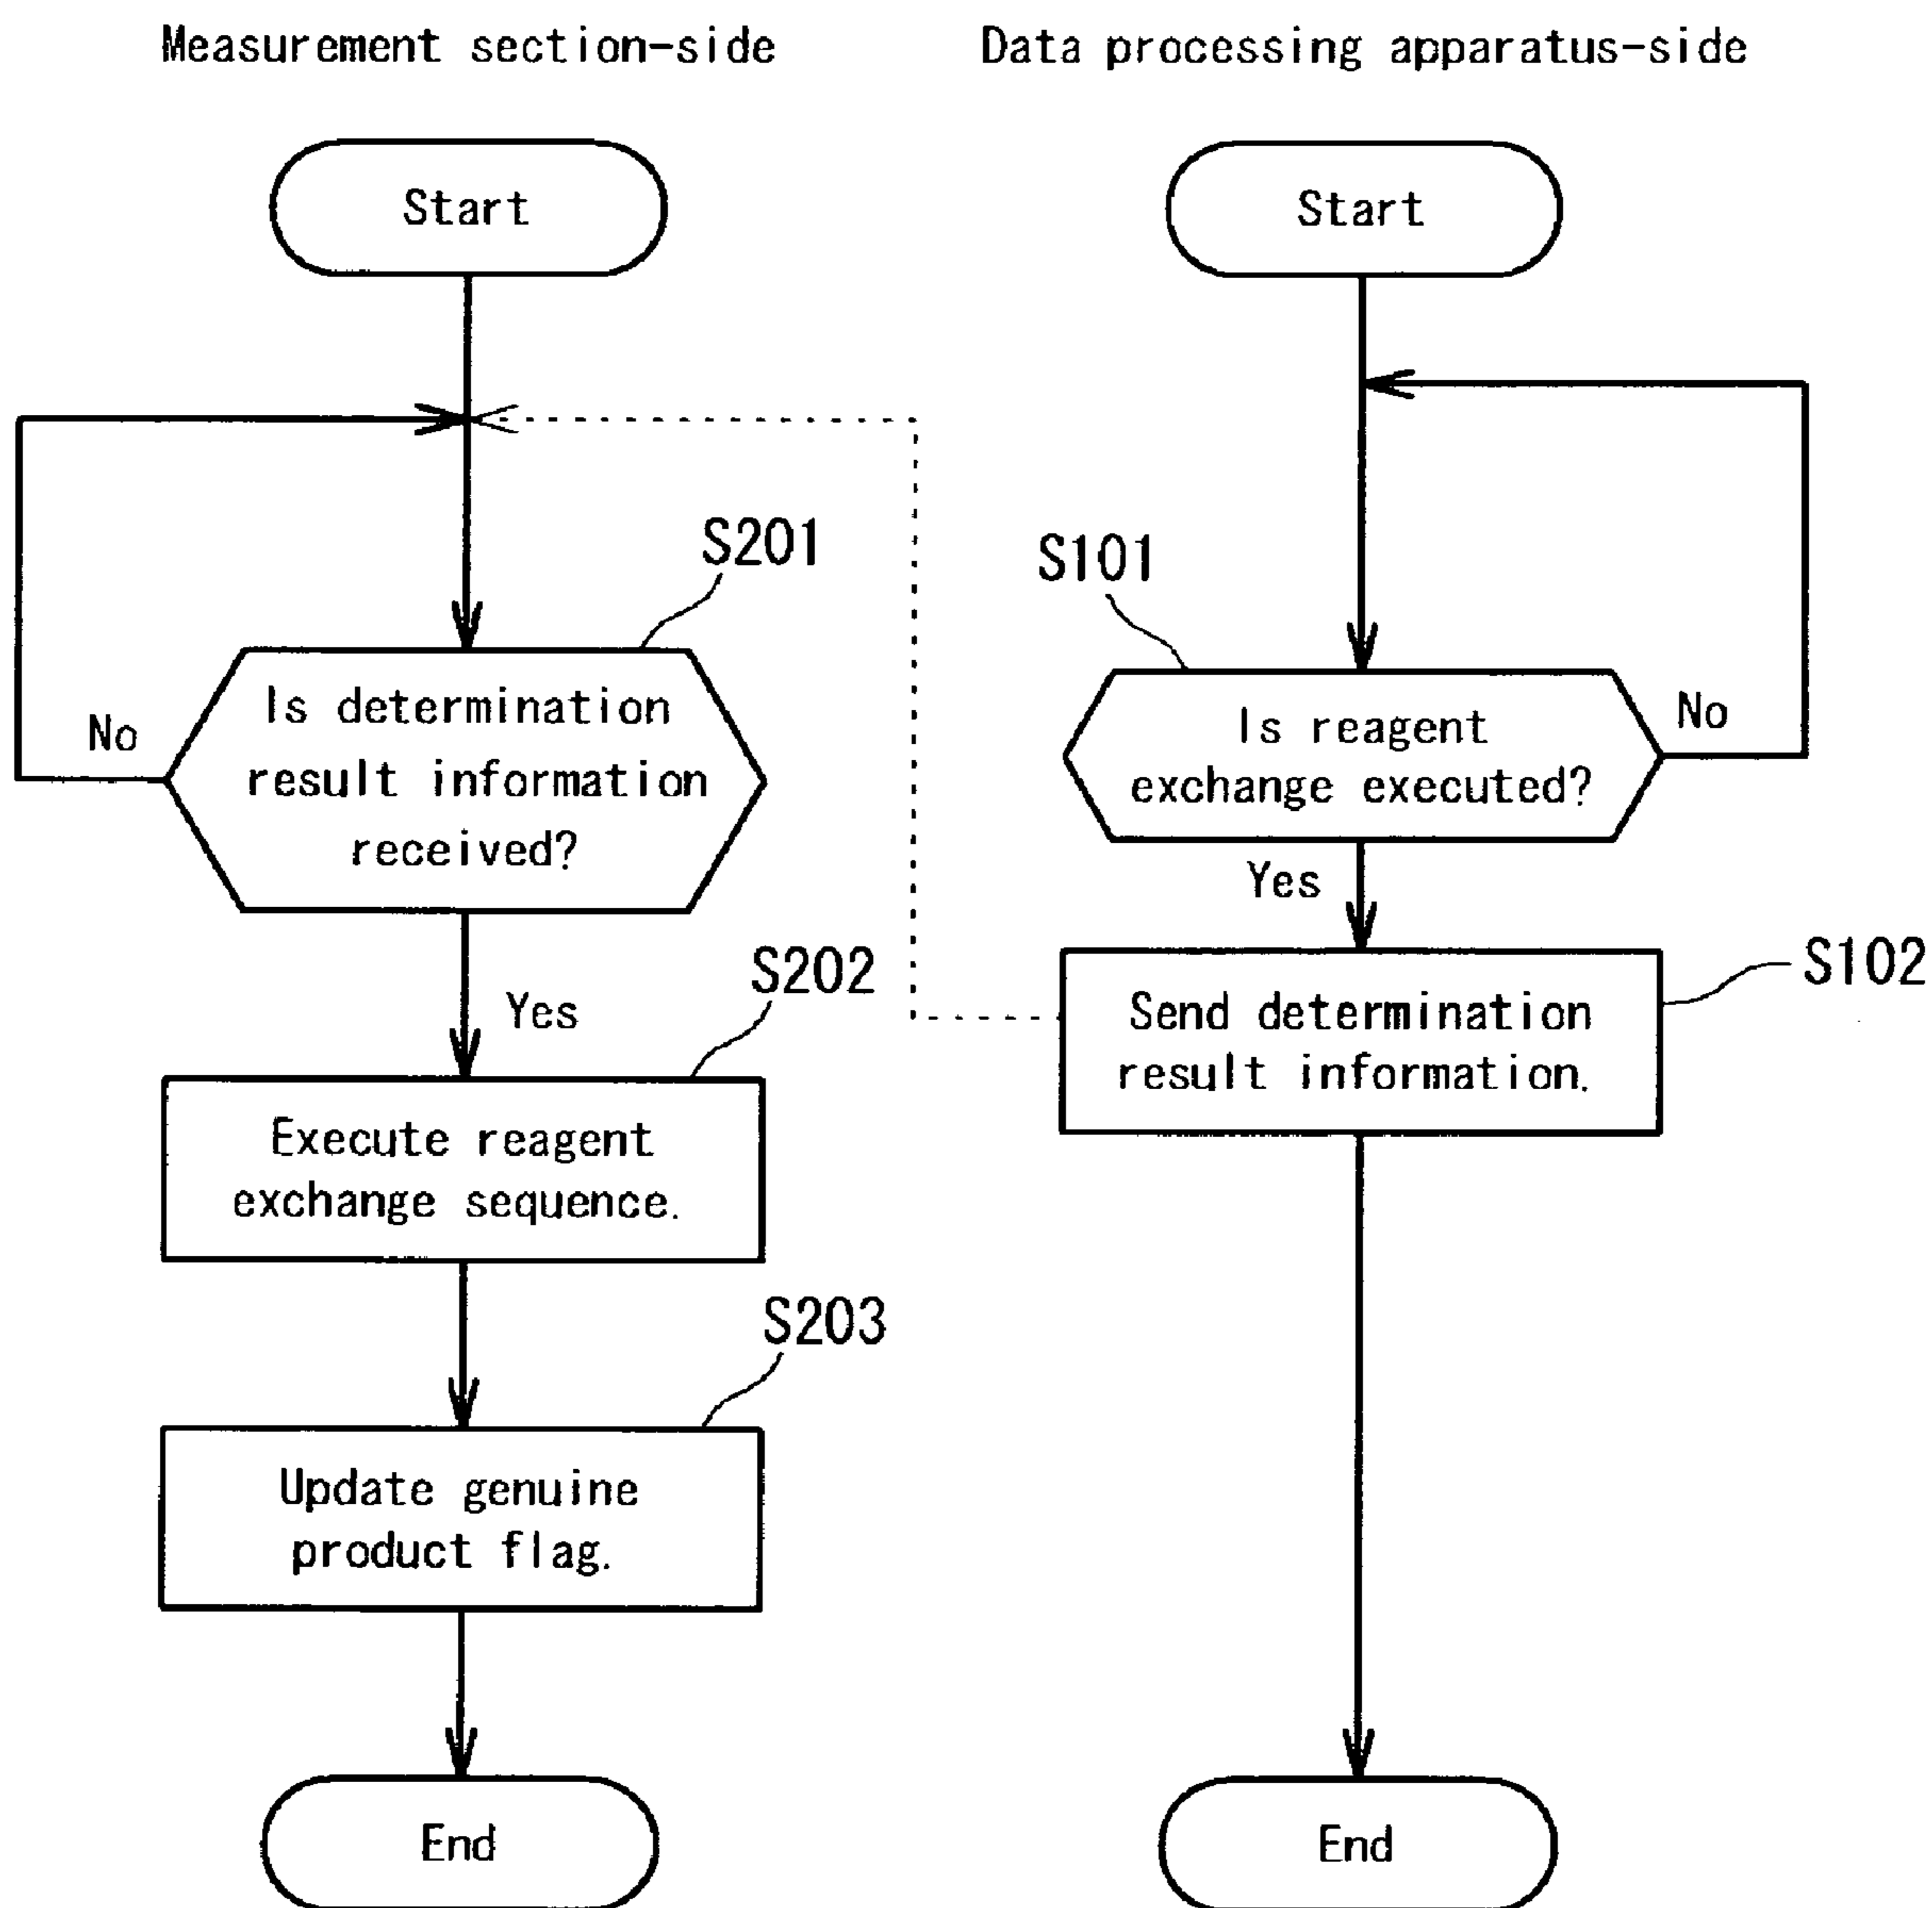 Measurement section-side
Data processing apparatus-side
Start
Start
S201
S101
Is determination
result information
received?
No
Is reagent
exchange executed?
No
Yes
Yes
S202
S102
Send determination
result information.
Execute reagent
exchange sequence.
S203
Update genuine
product flag.
End
End